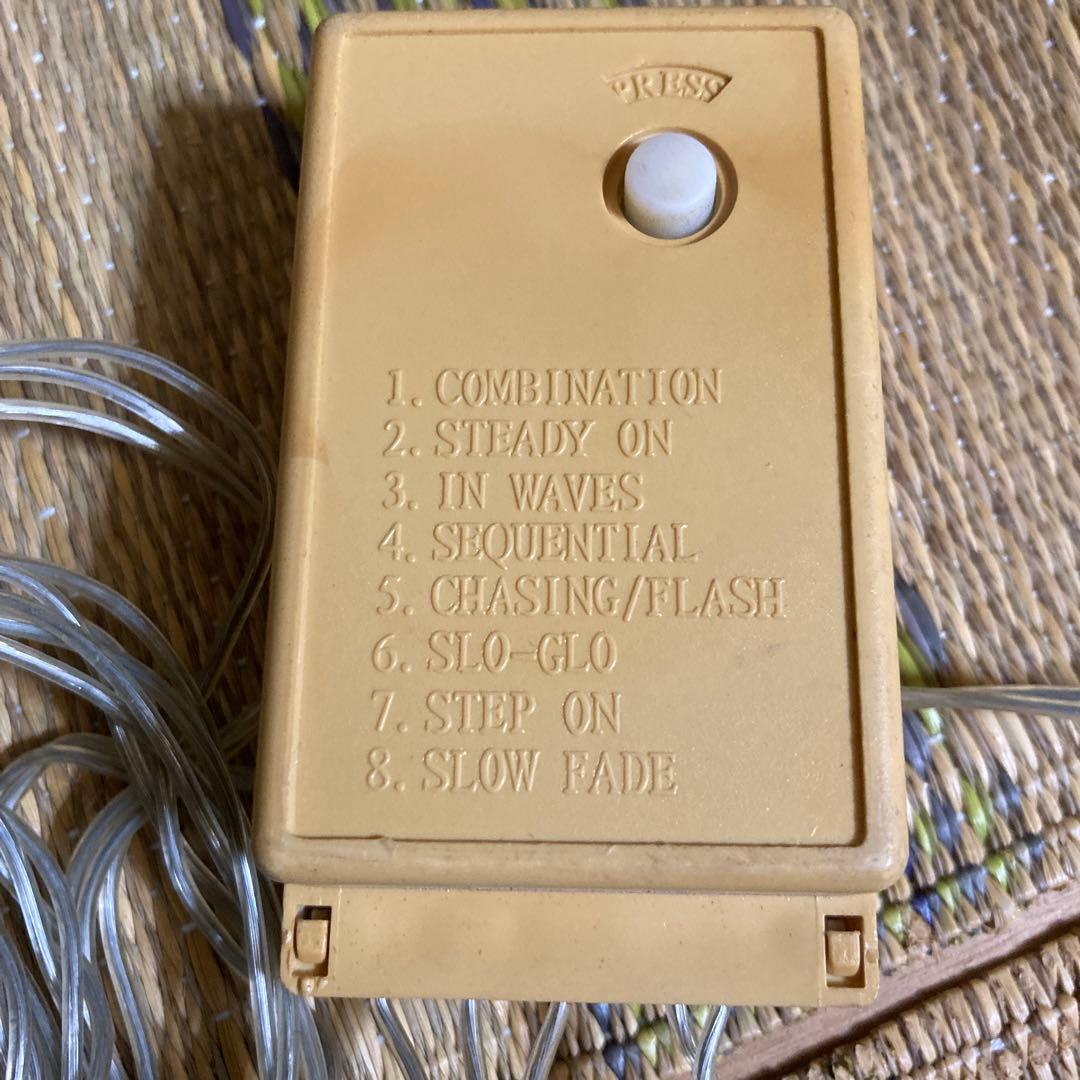 PRESS
1. COMBINATION
2. STEADY ON
3. IN WAVES
4. SEQUENTIAL
5. CHASING/FLASH
6. SLO-GLO
7. STEP ON
8. SLOW FADE